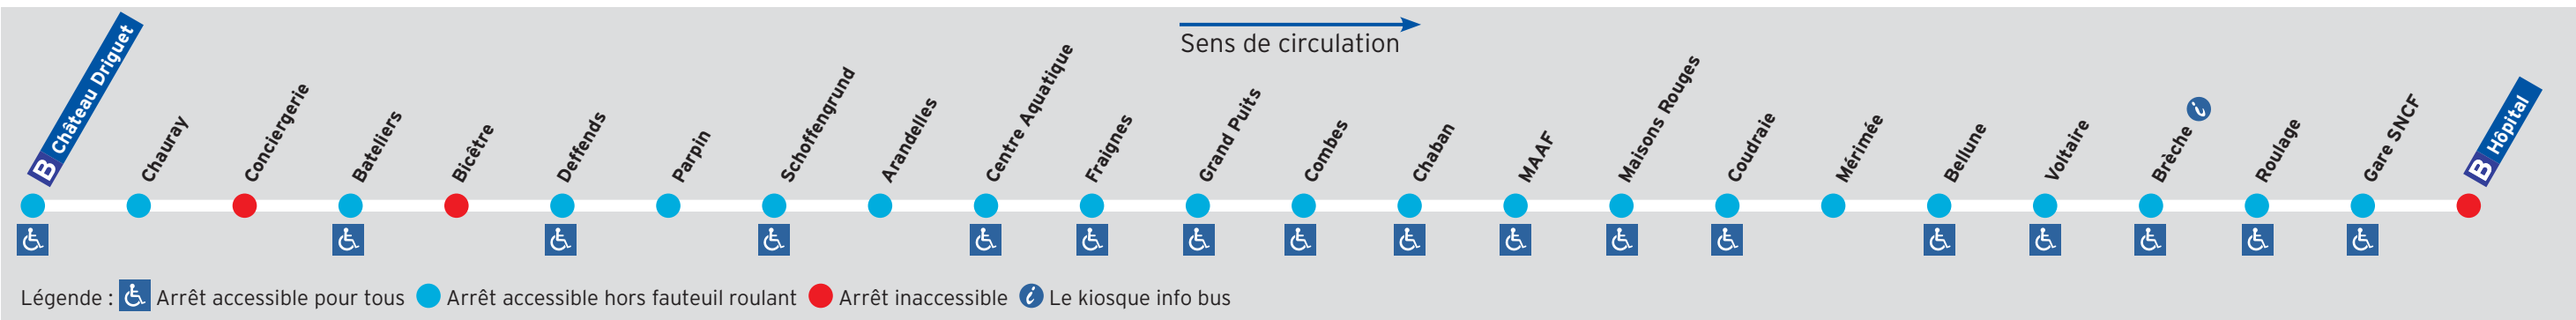 Sens de circulation
B Château Driguet
Chauray
Conciergerie
Bateliers
Bicêtre
Deffends
Parpin
Schoffengrund
Arandelles
Centre Aquatique
Fraignes
Grand Puits
Combes
Chaban
MAAF
Maisons Rouges
Coudraie
Mérimée
Bellune
Voltaire
Brèche i
Roulage
Gare SNCF
B Hôpital
Légende : Arrêt accessible pour tous Arrêt accessible hors fauteuil roulant Arrêt inaccessible i Le kiosque info bus